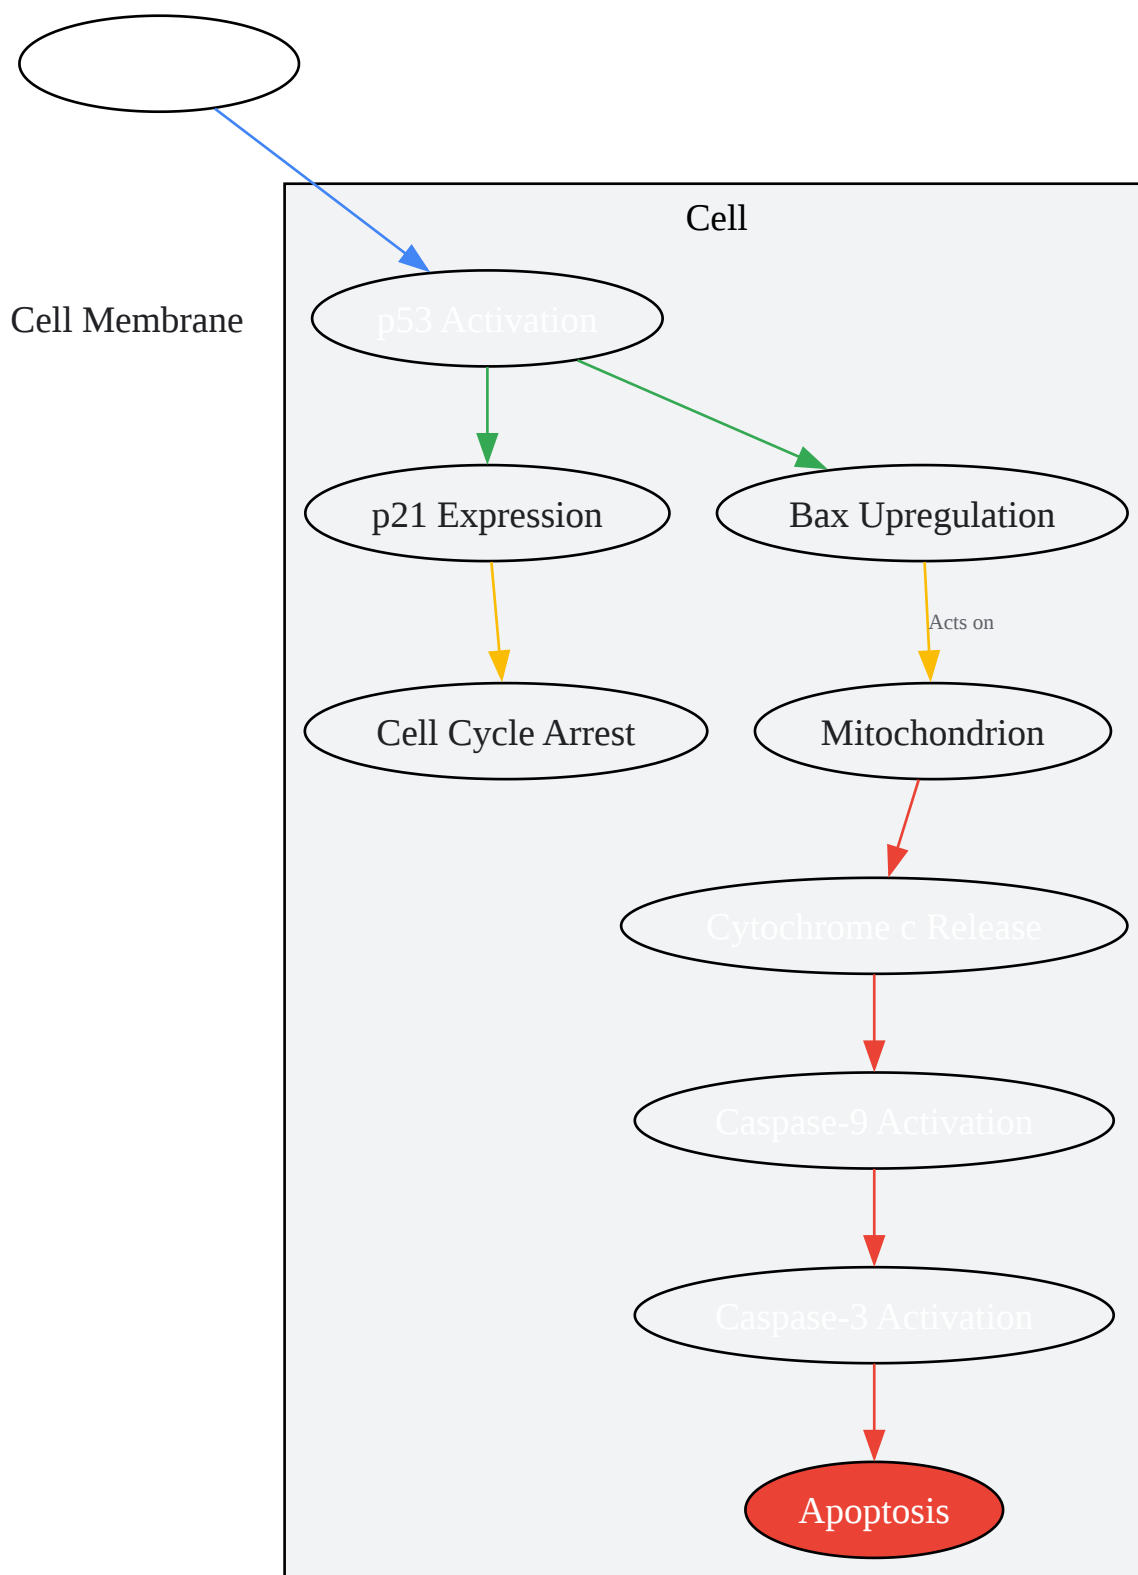 Cell
Cell Membrane
p53 Activation
p21 Expression
Bax Upregulation
Acts on
Cell Cycle Arrest
Mitochondrion
Cytochrome c Release
Caspase-9 Activation
Caspase-3 Activation
Apoptosis